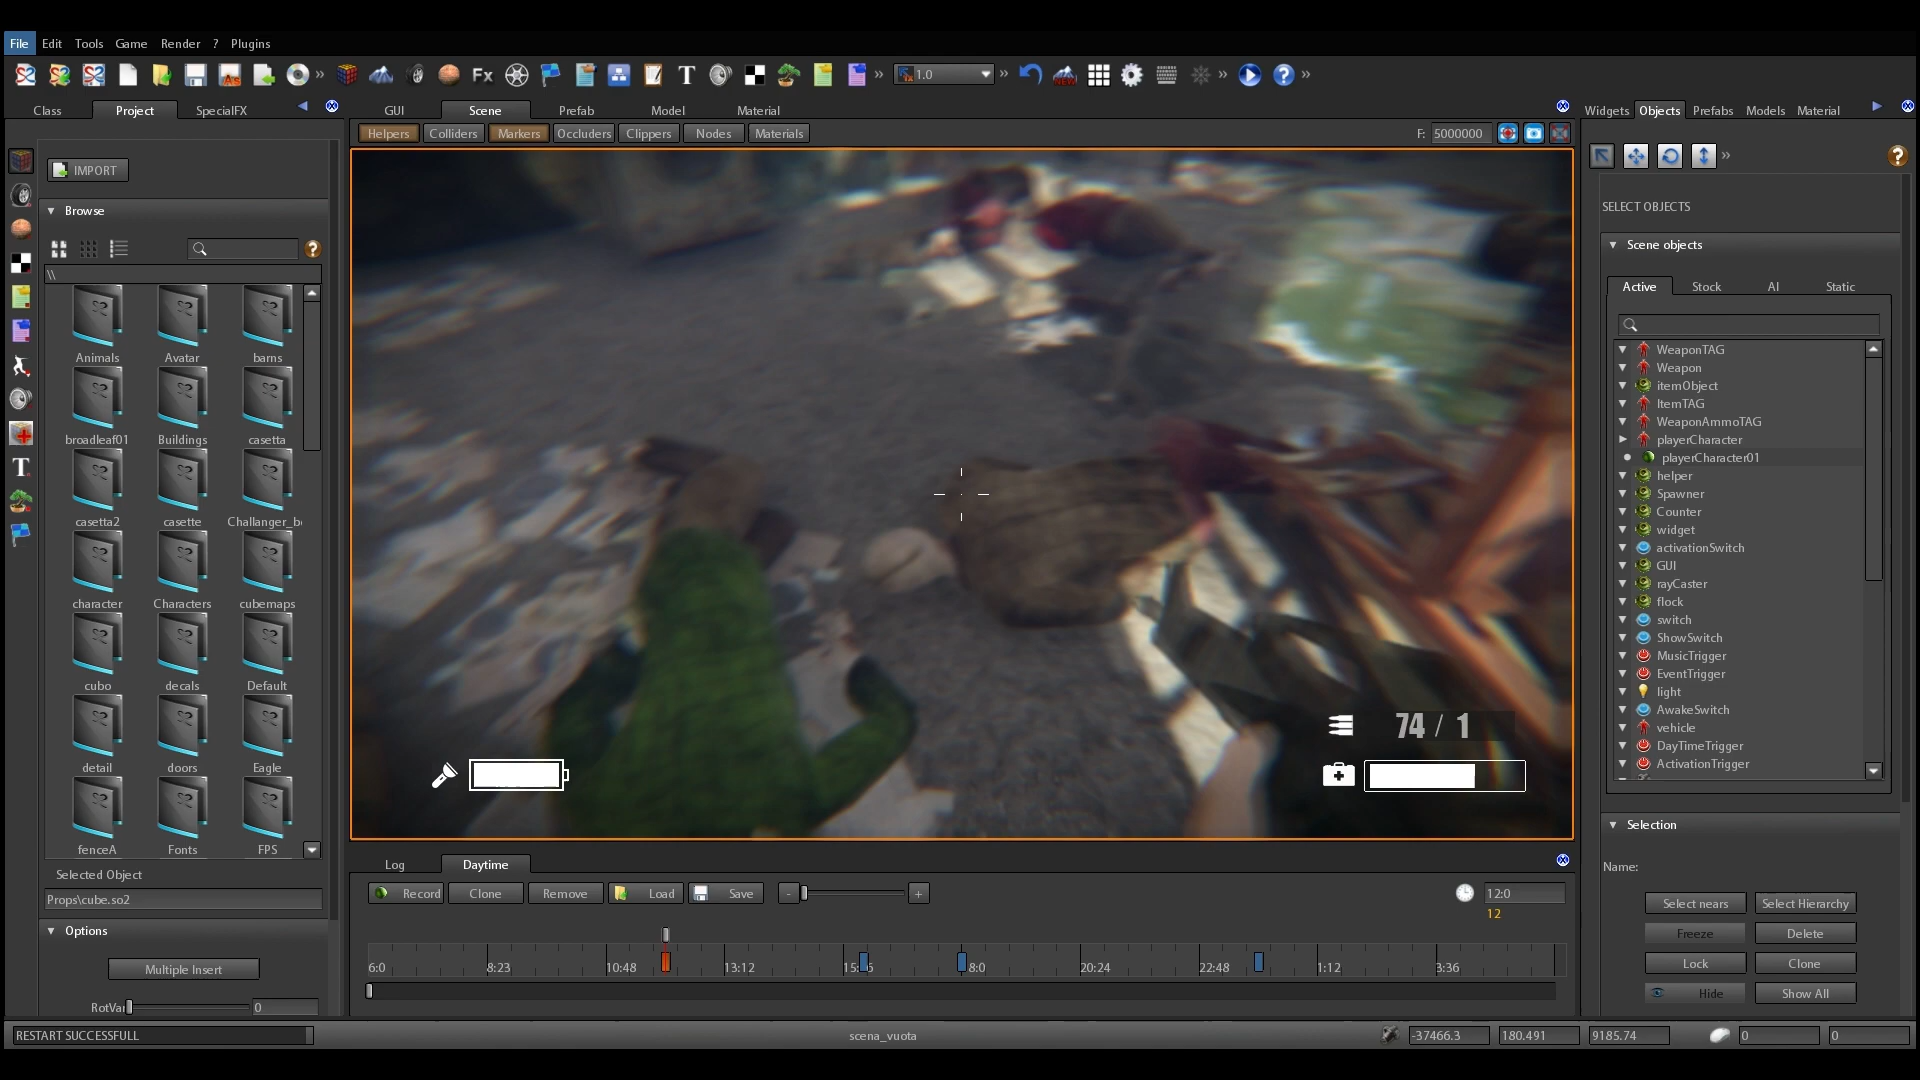 File Edit Tools Game Render ? Plugins
Fx T 1.0
Class Project SpecialFX
GUI Scene Prefab Model Material
Widgets Objects Prefabs Models Material
Helpers Colliders Markers Occluders Clippers Nodes Materials
F: 5000000
IMPORT
Browse
\\
Animals Avatar barns
broadleaf01 Buildings casetta
casetta2 casette Challanger_b
character Characters cubemaps
cubo decals Default
detail doors Eagle
fenceA Fonts FPS
Selected Object
Props\cube.so2
Options
Multiple Insert
RotVar 0
T
74 / 1
Log Daytime
Record Clone Remove Load Save - +
12:0
12
6:0 8:23 10:48 13:12 15: 6 8:0 20:24 22:48 1:12 3:36
SELECT OBJECTS
Scene objects
Active Stock AI Static
WeaponTAG
Weapon
itemObject
ItemTAG
WeaponAmmoTAG
playerCharacter
playerCharacter01
helper
Spawner
Counter
widget
activationSwitch
GUI
rayCaster
flock
switch
ShowSwitch
MusicTrigger
EventTrigger
light
AwakeSwitch
vehicle
DayTimeTrigger
ActivationTrigger
Selection
Name:
Select nears Select Hierarchy
Freeze Delete
Lock Clone
Hide Show All
RESTART SUCCESSFULL
scena_vuota
-37466.3 180.491 9185.74 0 0